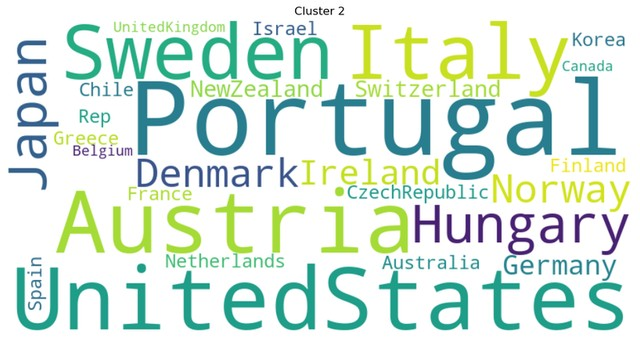 Cluster 2
UnitedKingdom
Israel
Sweden
Italy
Korea
Canada
Japan
Chile
NewZealand
Switzerland
Portugal
Rep
Greece
Belgium
Denmark
Ireland
Finland
France
CzechRepublic
Norway
Austria
Hungary
Netherlands
Australia
Germany
Spain
UnitedStates